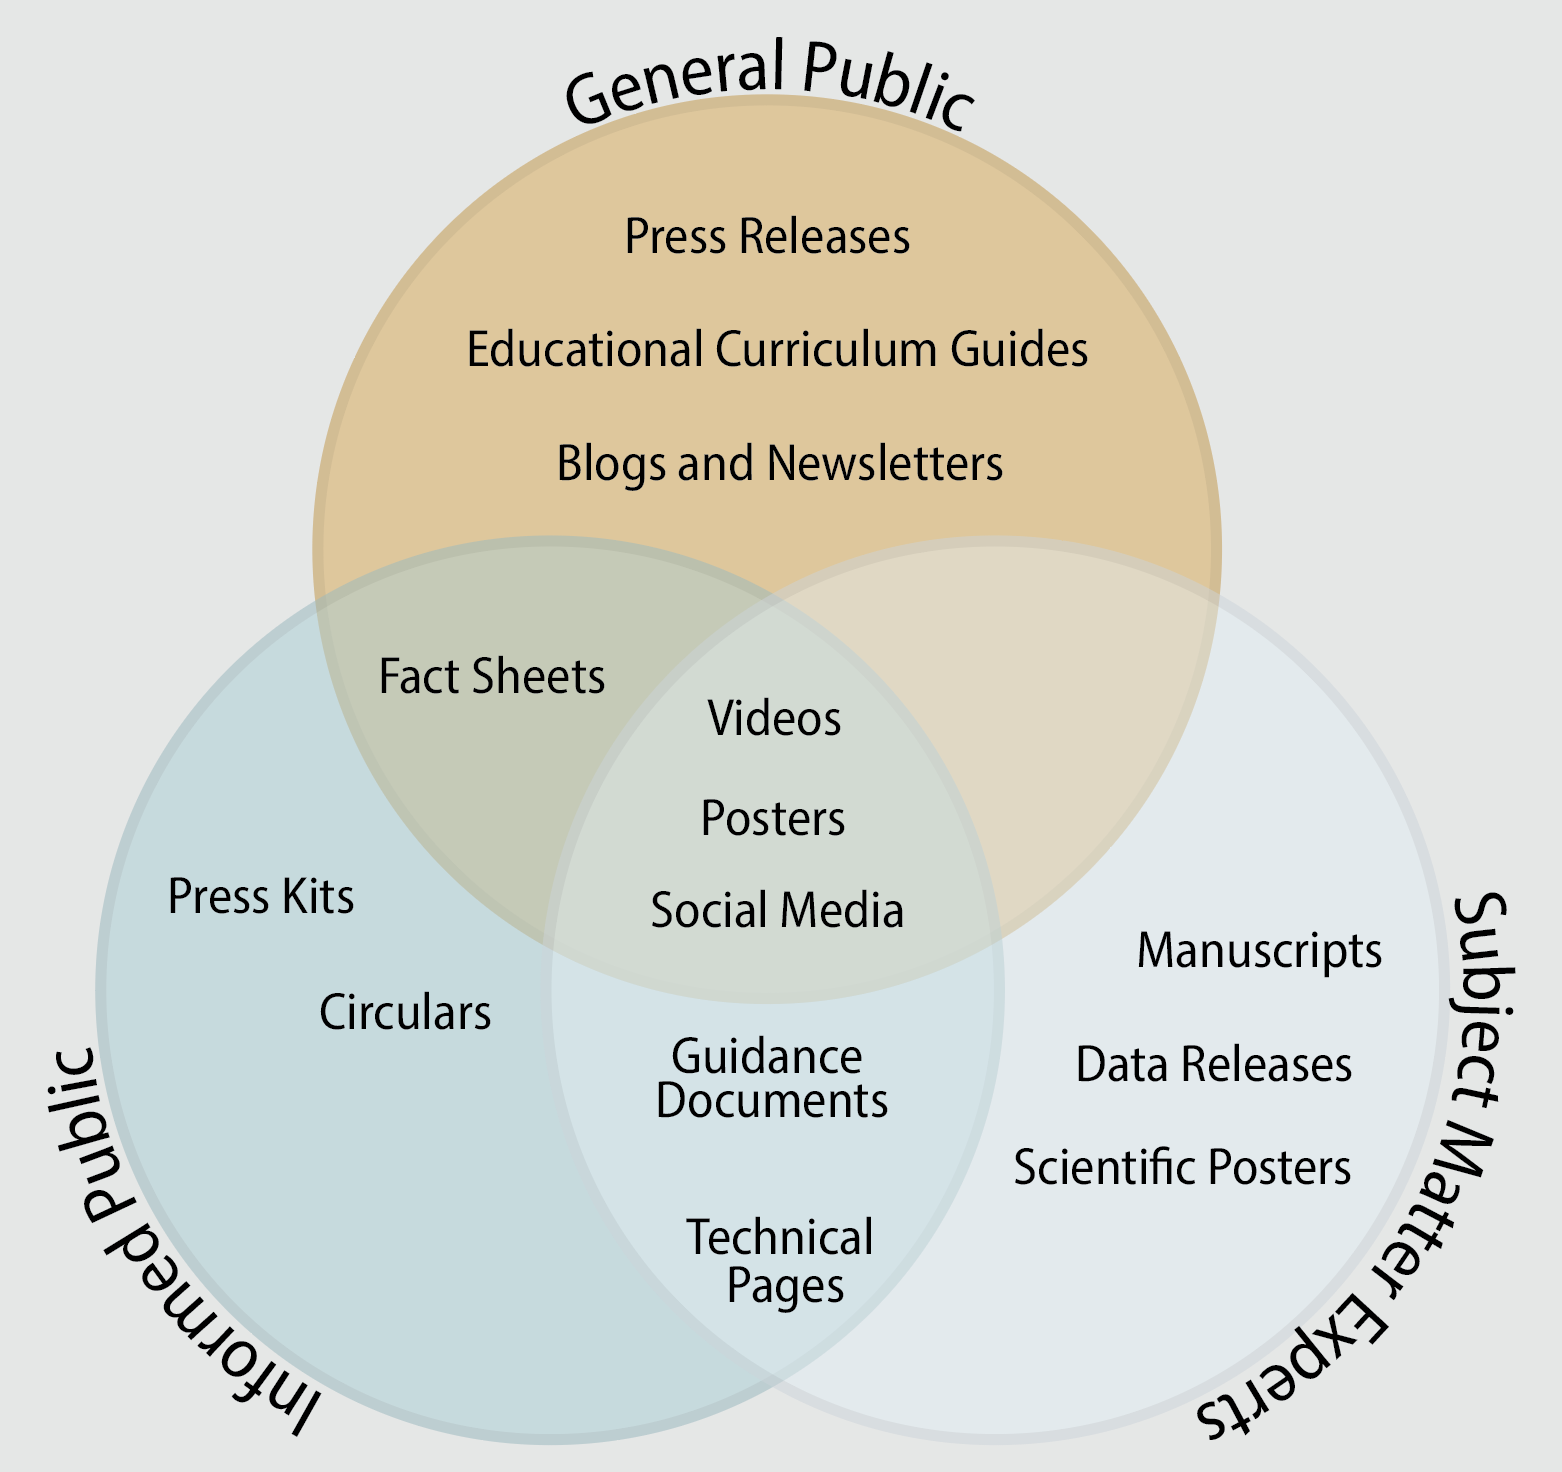 General Public
Press Releases
Educational Curriculum Guides
Blogs and Newsletters
Fact Sheets
Videos
Posters
Social Media
Press Kits
Circulars
Guidance
Documents
Technical
Pages
Manuscripts
Data Releases
Scientific Posters
Informed Public
Subject Matter Experts